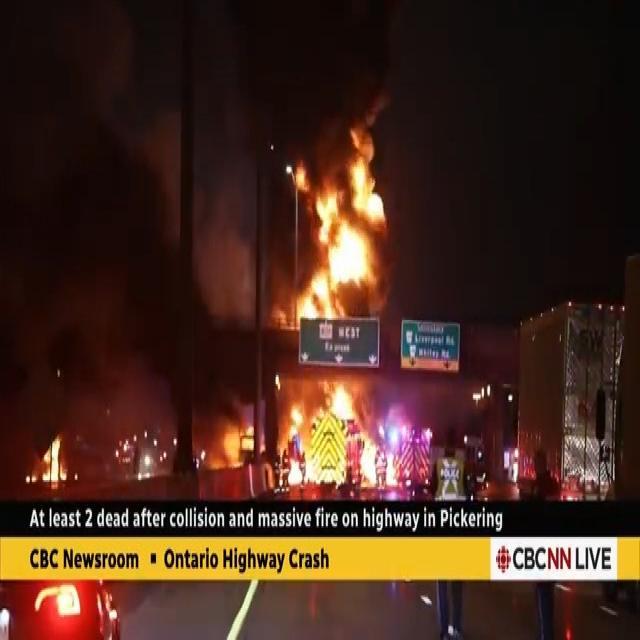 WEST
Express
Liverpool Rd.
Whites Rd.
At least 2 dead after collision and massive fire on highway in Pickering
CBC Newsroom ▪ Ontario Highway Crash
CBCNN LIVE